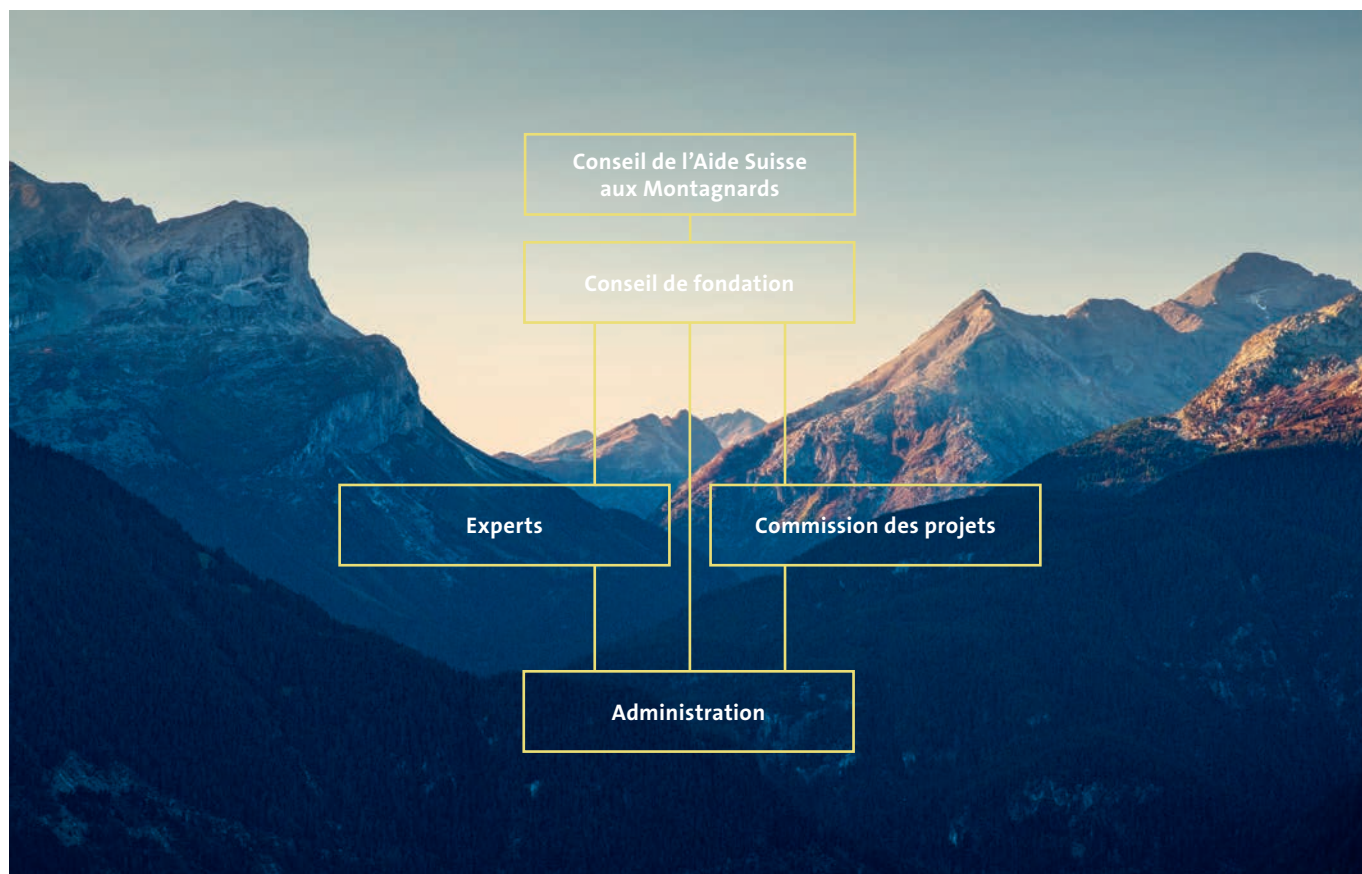 Conseil de l’Aide Suisse
aux Montagnards
Conseil de fondation
Experts
Commission des projets
Administration